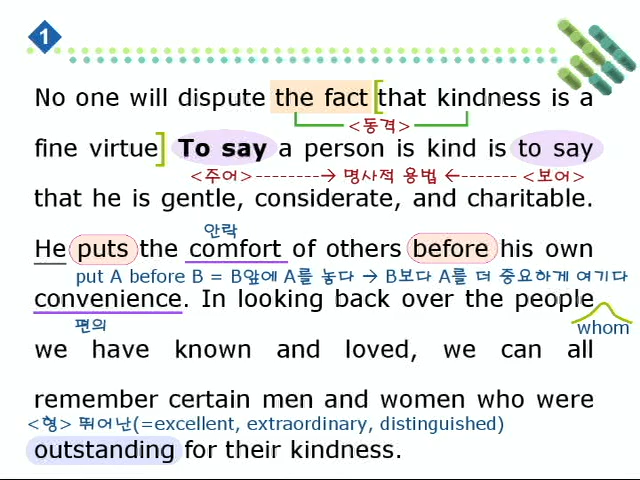 1
No one will dispute the fact [that kindness is a
<동격>
fine virtue] To say a person is kind is to say
<주어>--------→ 명사적 용법 ←------- <보어>
that he is gentle, considerate, and charitable.
안락
He puts the comfort of others before his own
put A before B = B앞에 A를 놓다 → B보다 A를 더 중요하게 여기다
convenience. In looking back over the people
편의
whom
we have known and loved, we can all
remember certain men and women who were
<형> 뛰어난(=excellent, extraordinary, distinguished)
outstanding for their kindness.